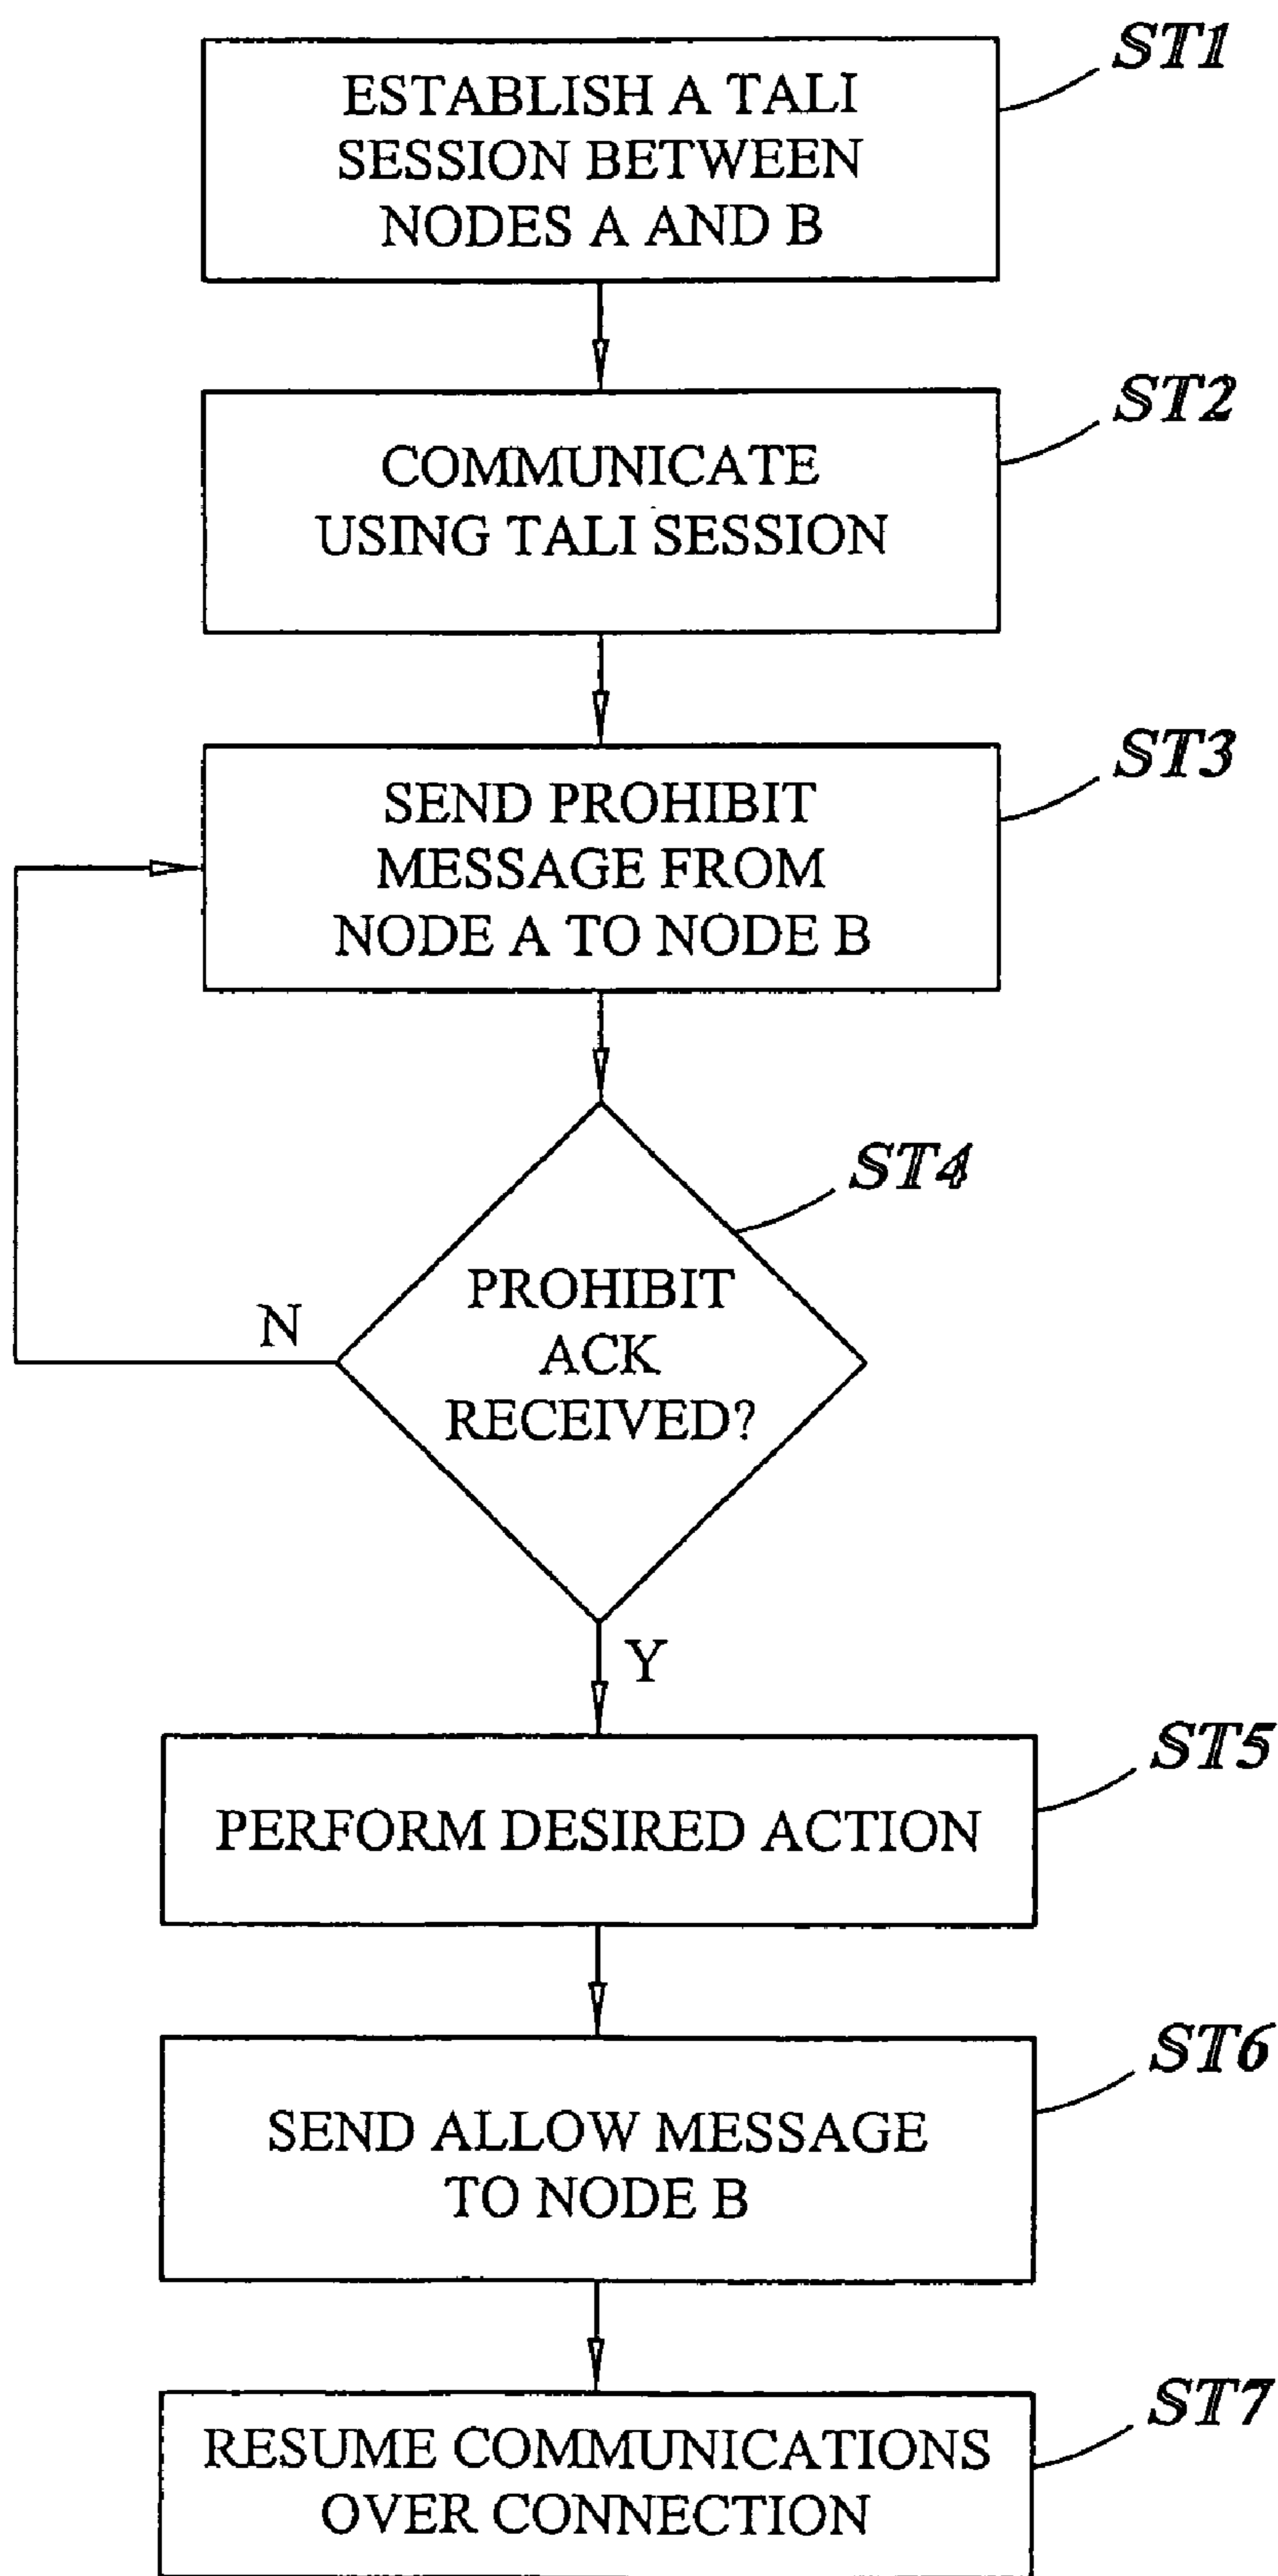 ST1
ESTABLISH A TALI
SESSION BETWEEN
NODES A AND B
ST2
COMMUNICATE
USING TALI SESSION
ST3
SEND PROHIBIT
MESSAGE FROM
NODE A TO NODE B
ST4
PROHIBIT
ACK
RECEIVED?
N
Y
ST5
PERFORM DESIRED ACTION
ST6
SEND ALLOW MESSAGE
TO NODE B
ST7
RESUME COMMUNICATIONS
OVER CONNECTION